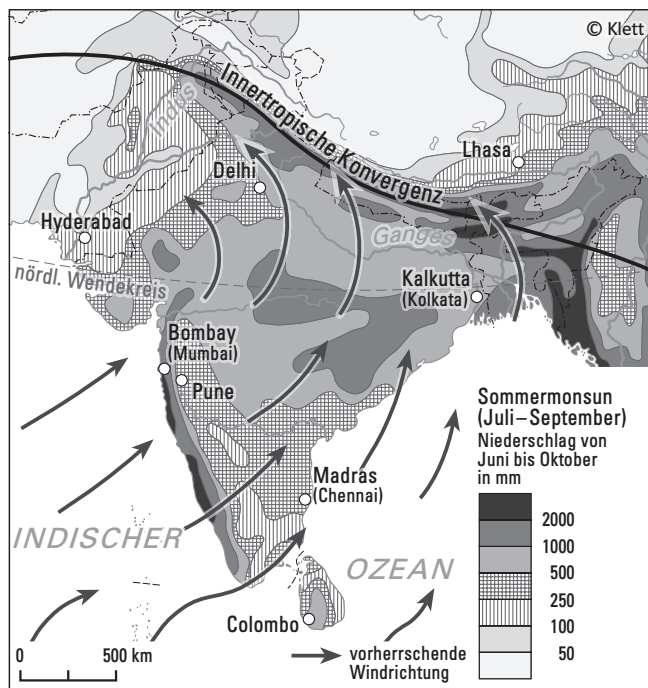 © Klett
Innertropische Konvergenz
Indus
Lhasa
Delhi
Hyderabad
Ganges
nördl. Wendekreis
Kalkutta
(Kolkata)
Bombay
(Mumbai)
Pune
Sommermonsun
(Juli–September)
Niederschlag von
Juni bis Oktober
in mm
Madras
(Chennai)
2000
1000
500
250
100
50
INDISCHER
OZEAN
Colombo
0 500 km
vorherrschende
Windrichtung